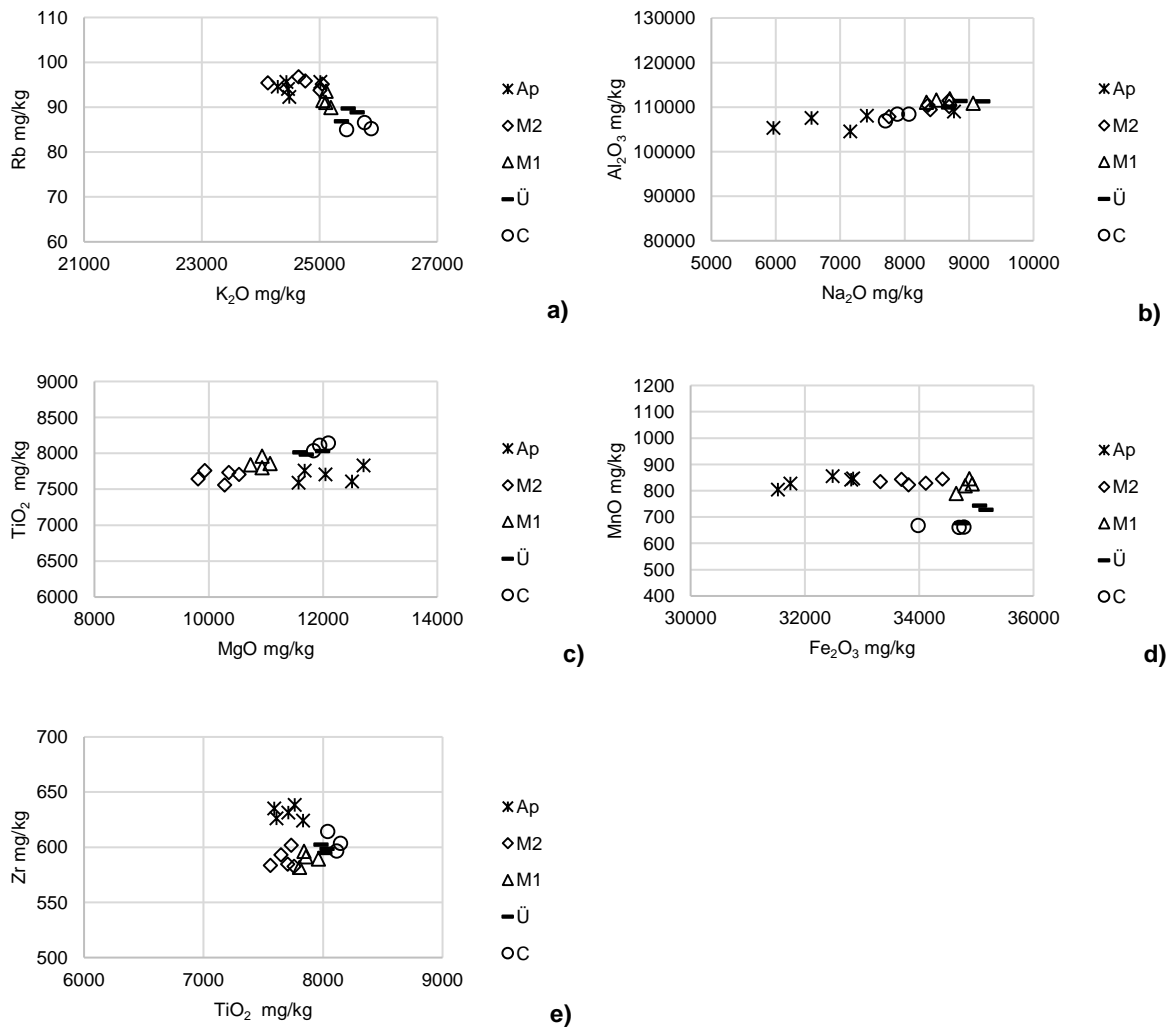 100
90
80
70
60
Rb mg/kg
21000 23000 25000 27000
K₂O mg/kg
Ap
M2
M1
Ü
C
a)
130000
120000
110000
100000
90000
80000
Al₂O₃ mg/kg
5000 6000 7000 8000 9000 10000
Na₂O mg/kg
Ap
M2
M1
Ü
C
b)
9000
8500
8000
7500
7000
6500
6000
TiO₂ mg/kg
8000 10000 12000 14000
MgO mg/kg
Ap
M2
M1
Ü
C
c)
1200
1100
1000
900
800
700
600
500
400
MnO mg/kg
30000 32000 34000 36000
Fe₂O₃ mg/kg
Ap
M2
M1
Ü
C
d)
700
650
600
550
500
Zr mg/kg
6000 7000 8000 9000
TiO₂ mg/kg
Ap
M2
M1
Ü
C
e)